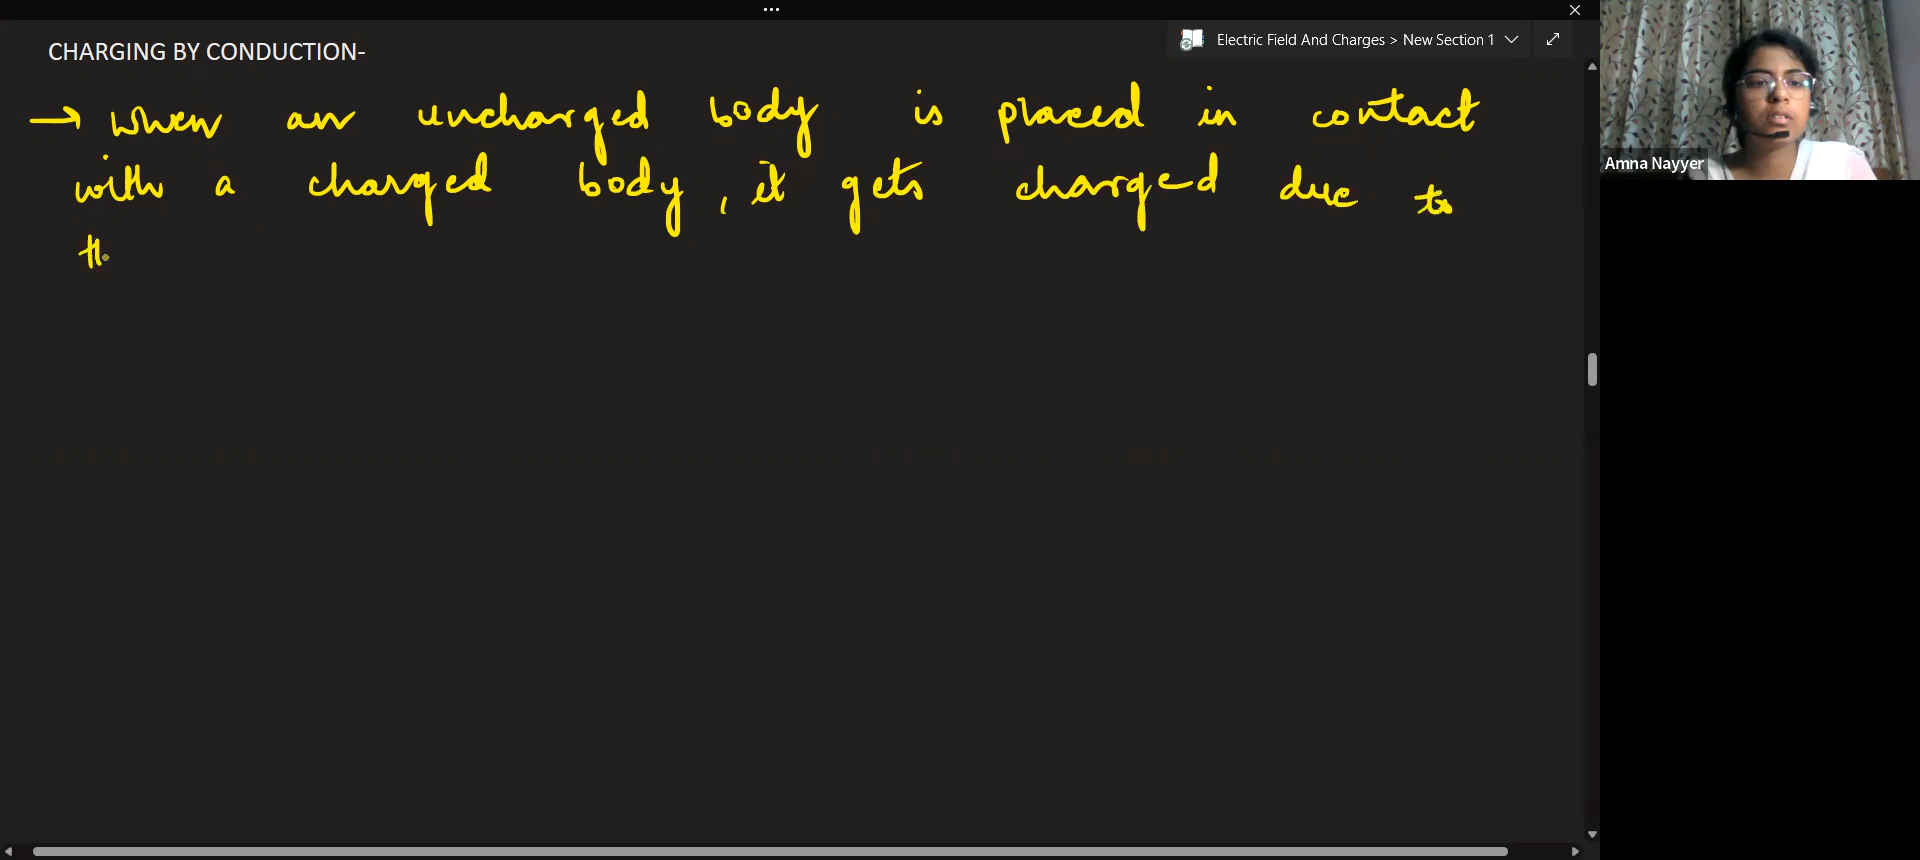 CHARGING BY CONDUCTION-
Electric Field And Charges > New Section 1
→ when an uncharged body is placed in contact
with a charged body, it gets charged due to
th
Amna Nayyer